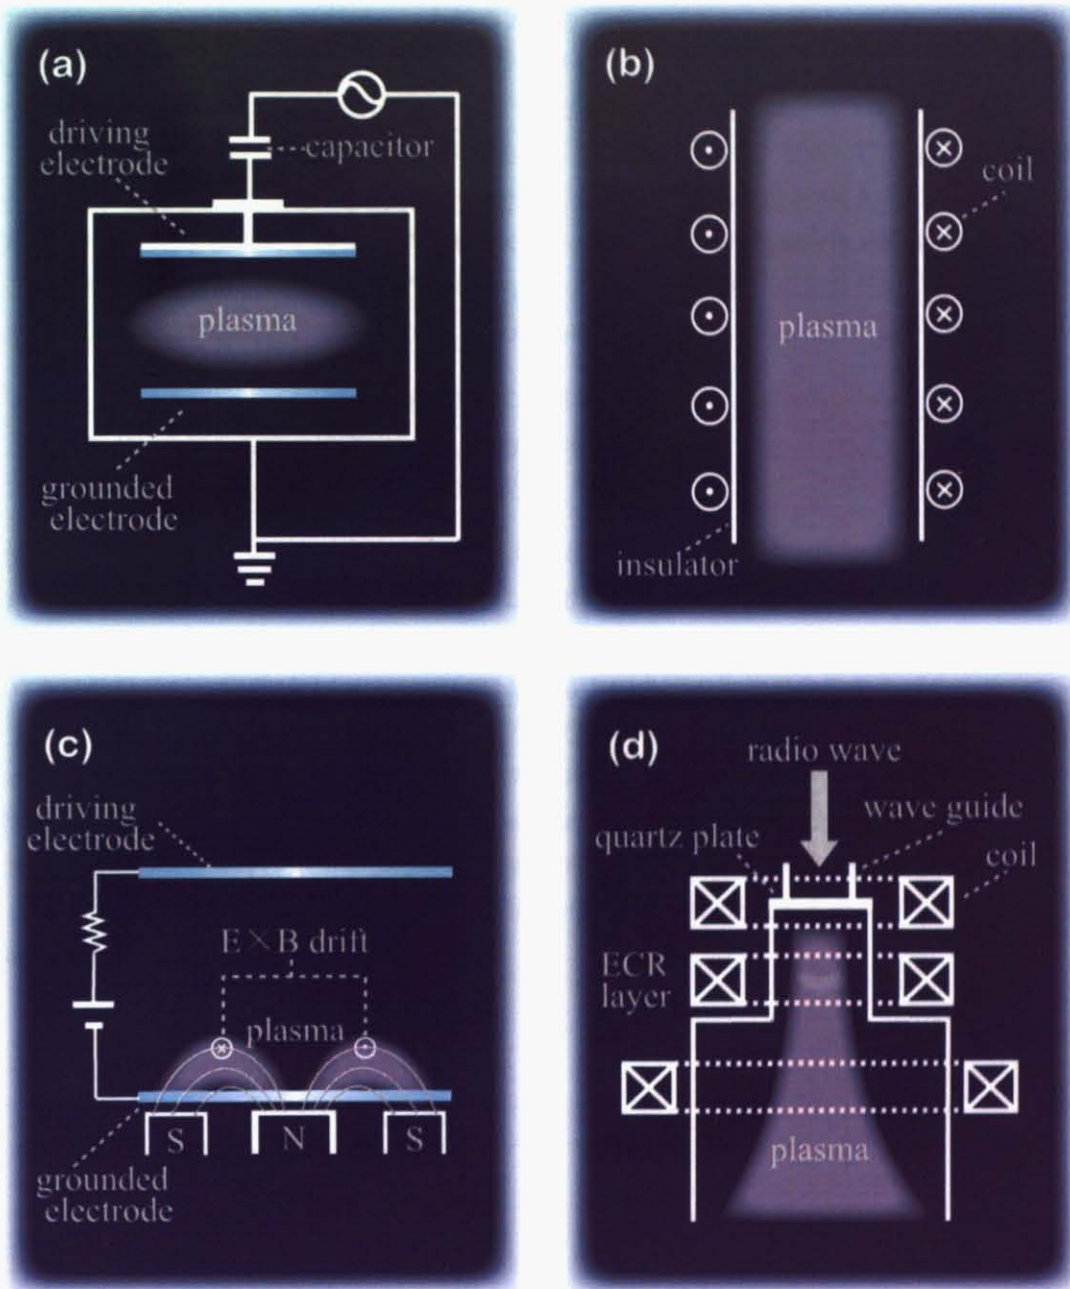 (a)
driving
electrode
capacitor
plasma
grounded
electrode
(b)
coil
plasma
insulator
(c)
driving
electrode
E×B drift
plasma
S
N
S
grounded
electrode
(d)
radio wave
wave guide
quartz plate
coil
ECR
layer
plasma